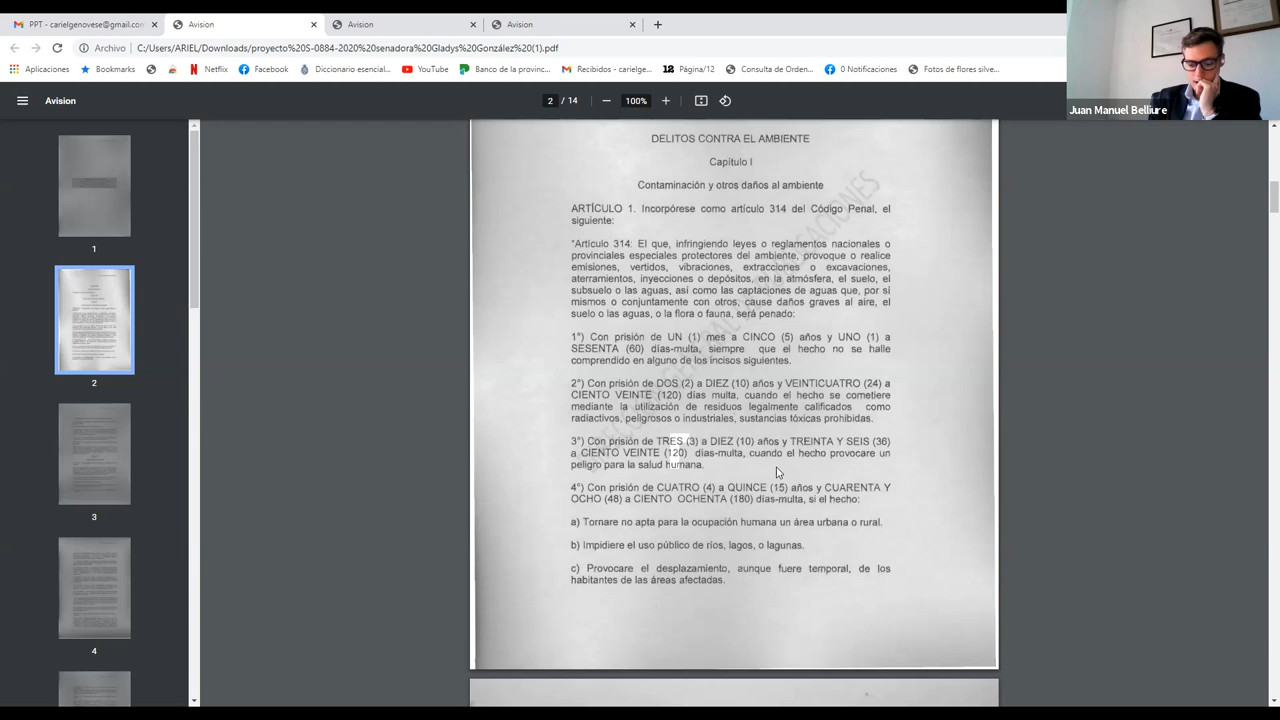 PPT - carielgenovese@gmail.com
Avision
Avision
Avision
Archivo
C:/Users/ARIEL/Downloads/proyecto%20S-0884-2020%20senadora%20Gladys%20González%20(1).pdf
Aplicaciones
Bookmarks
Netflix
Facebook
Diccionario esencial...
YouTube
Banco de la provinc...
Recibidos - carielge...
12 Página/12
Consulta de Orden...
0 Notificaciones
Fotos de flores silve...
Juan Manuel Belliure
Avision
2 / 14
100%
1
2
3
4
DELITOS CONTRA EL AMBIENTE
Capítulo I
Contaminación y otros daños al ambiente
ARTÍCULO 1. Incorpórese como artículo 314 del Código Penal, el
siguiente:
"Artículo 314: El que, infringiendo leyes o reglamentos nacionales o
provinciales especiales protectores del ambiente, provoque o realice
emisiones, vertidos, vibraciones, extracciones o excavaciones,
aterramientos, inyecciones o depósitos, en la atmósfera, el suelo, el
subsuelo o las aguas, así como las captaciones de aguas que, por sí
mismos o conjuntamente con otros, cause daños graves al aire, el
suelo o las aguas, o la flora o fauna, será penado:
1°) Con prisión de UN (1) mes a CINCO (5) años y UNO (1) a
SESENTA (60) días-multa, siempre que el hecho no se halle
comprendido en alguno de los incisos siguientes.
2°) Con prisión de DOS (2) a DIEZ (10) años y VEINTICUATRO (24) a
CIENTO VEINTE (120) días multa, cuando el hecho se cometiere
mediante la utilización de residuos legalmente calificados como
radiactivos, peligrosos o industriales, sustancias tóxicas prohibidas.
3°) Con prisión de TRES (3) a DIEZ (10) años y TREINTA Y SEIS (36)
a CIENTO VEINTE (120) días-multa, cuando el hecho provocare un
peligro para la salud humana.
4°) Con prisión de CUATRO (4) a QUINCE (15) años y CUARENTA Y
OCHO (48) a CIENTO OCHENTA (180) días-multa, si el hecho:
a) Tornare no apta para la ocupación humana un área urbana o rural.
b) Impidiere el uso público de ríos, lagos, o lagunas.
c) Provocare el desplazamiento, aunque fuere temporal, de los
habitantes de las áreas afectadas.